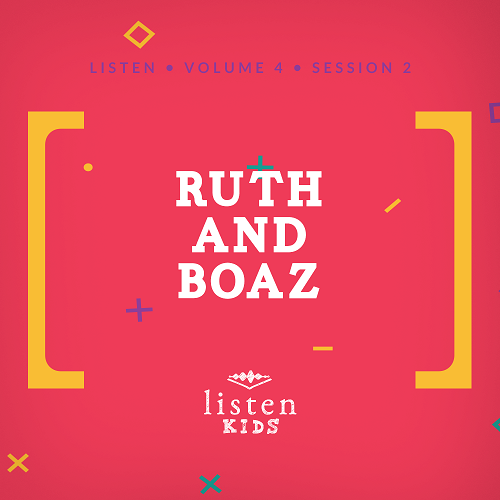 LISTEN • VOLUME 4 • SESSION 2
RUTH
AND
BOAZ
listen
KIDS